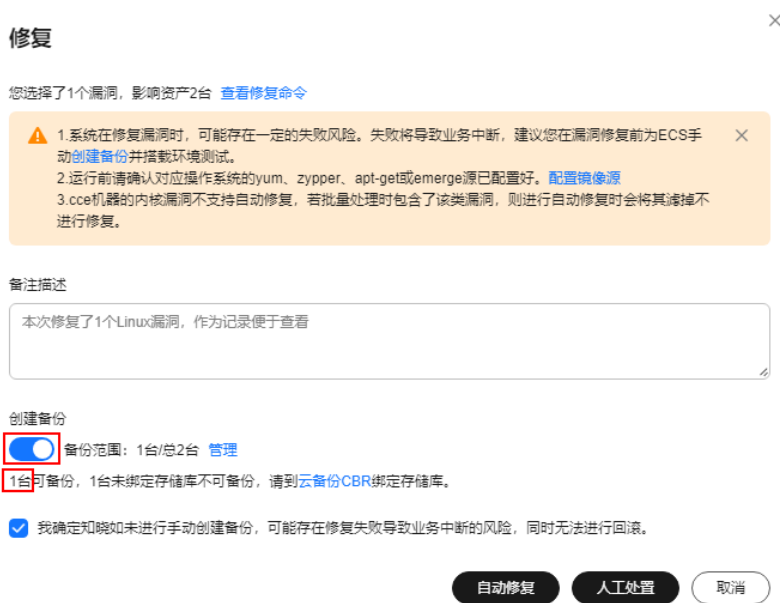 修复
您选择了1个漏洞，影响资产2台 查看修复命令
1.系统在修复漏洞时，可能存在一定的失败风险。失败将导致业务中断，建议您在漏洞修复前为ECS手
动创建备份并搭载环境测试。
2.运行前请确认对应操作系统的yum、zypper、apt-get或emerge源已配置好。配置镜像源
3.cce机器的内核漏洞不支持自动修复，若批量处理时包含了该类漏洞，则进行自动修复时会将其滤掉不
进行修复。
备注描述
本次修复了1个Linux漏洞，作为记录便于查看
创建备份
备份范围：1台/总2台 管理
1台可备份，1台未绑定存储库不可备份，请到云备份CBR绑定存储库。
我确定知晓如未进行手动创建备份，可能存在修复失败导致业务中断的风险，同时无法进行回滚。
自动修复 人工处置 取消